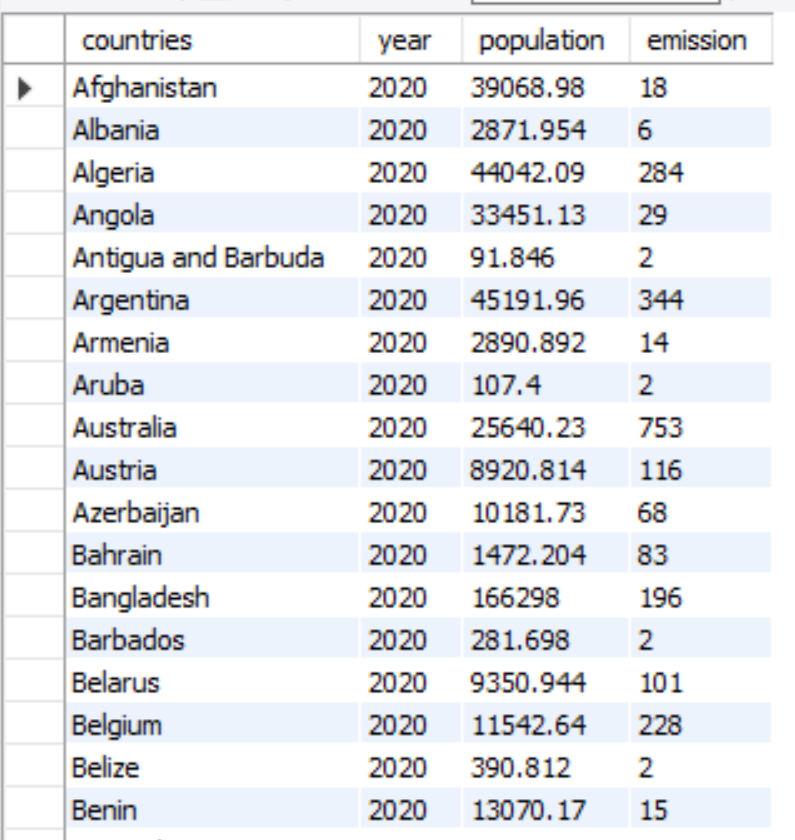 countries year population emission
Afghanistan 2020 39068.98 18
Albania 2020 2871.954 6
Algeria 2020 44042.09 284
Angola 2020 33451.13 29
Antigua and Barbuda 2020 91.846 2
Argentina 2020 45191.96 344
Armenia 2020 2890.892 14
Aruba 2020 107.4 2
Australia 2020 25640.23 753
Austria 2020 8920.814 116
Azerbaijan 2020 10181.73 68
Bahrain 2020 1472.204 83
Bangladesh 2020 166298 196
Barbados 2020 281.698 2
Belarus 2020 9350.944 101
Belgium 2020 11542.64 228
Belize 2020 390.812 2
Benin 2020 13070.17 15